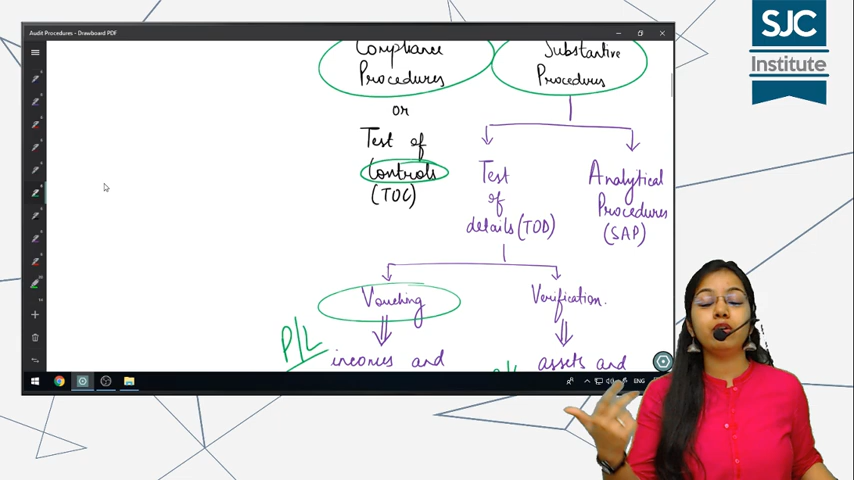 Audit Procedures - Drawboard PDF
SJC
Institute
Compliance
Procedures
or
Test of
Controls
(TOC)
Substantive
Procedures
Test
of
details (TOD)
Analytical
Procedures
(SAP)
Vouching
Verification.
P/L
incomes and
assets and
ENG